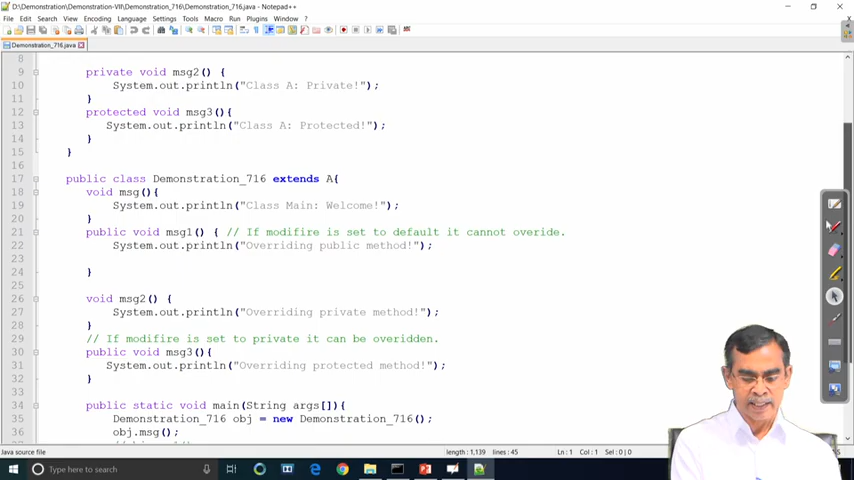 D:\Demonstration\Demonstration-VII\Demonstration_716\Demonstration_716.java - Notepad++
File Edit Search View Encoding Language Settings Tools Macro Run Plugins Window ?
Demonstration_716.java
8
9 private void msg2() {
10 System.out.println("Class A: Private!");
11 }
12 protected void msg3(){
13 System.out.println("Class A: Protected!");
14 }
15 }
16
17 public class Demonstration_716 extends A{
18 void msg(){
19 System.out.println("Class Main: Welcome!");
20 }
21 public void msg1() { // If modifire is set to default it cannot overide.
22 System.out.println("Overriding public method!");
23
24 }
25
26 void msg2() {
27 System.out.println("Overriding private method!");
28 }
29 // If modifire is set to private it can be overidden.
30 public void msg3(){
31 System.out.println("Overriding protected method!");
32 }
33
34 public static void main(String args[]){
35 Demonstration_716 obj = new Demonstration_716();
36 obj.msg();
Java source file length : 1,139 lines : 45 Ln : 1 Col : 1 Sel : 0 | 0
Type here to search